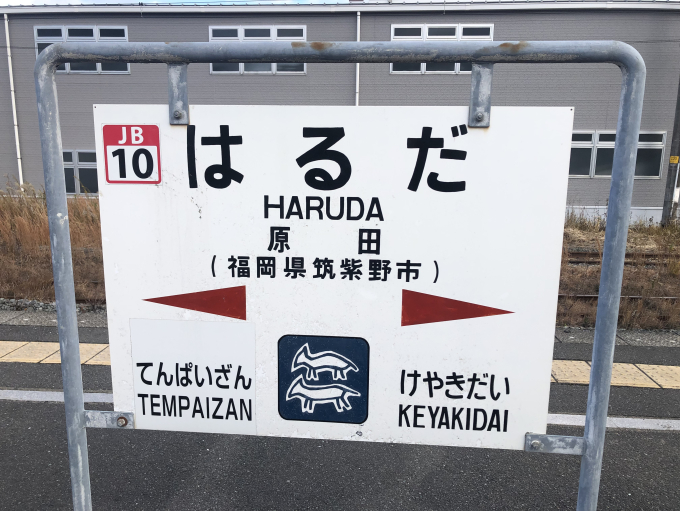 JB
10
はるだ
HARUDA
原田
(福岡県筑紫野市)
てんぱいざん
TEMPAIZAN
けやきだい
KEYAKIDAI